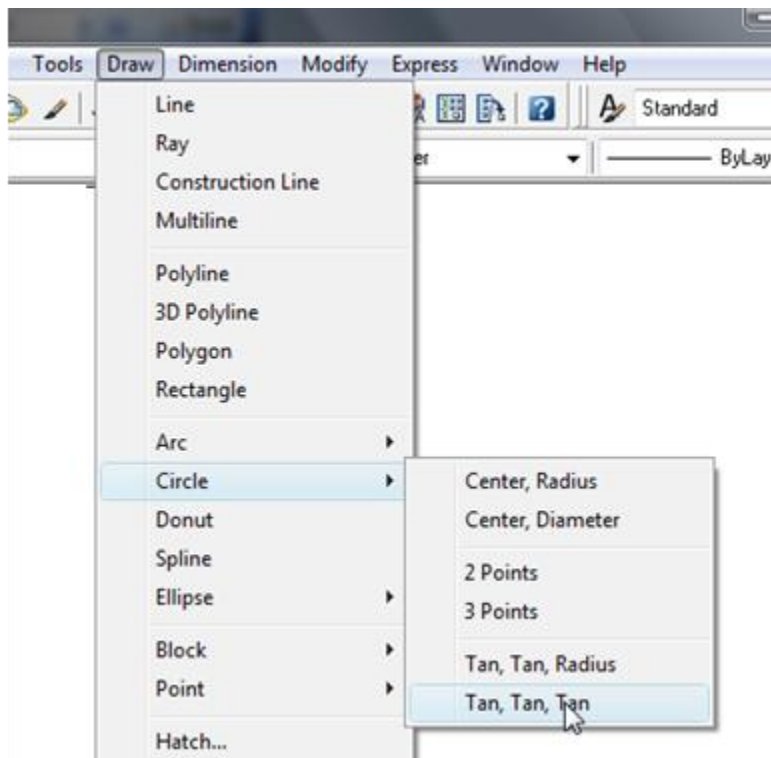 Tools Draw Dimension Modify Express Window Help
Standard
ByLay
Line
Ray
Construction Line
Multiline
Polyline
3D Polyline
Polygon
Rectangle
Arc
Circle
Donut
Spline
Ellipse
Block
Point
Hatch...
Center, Radius
Center, Diameter
2 Points
3 Points
Tan, Tan, Radius
Tan, Tan, Tan